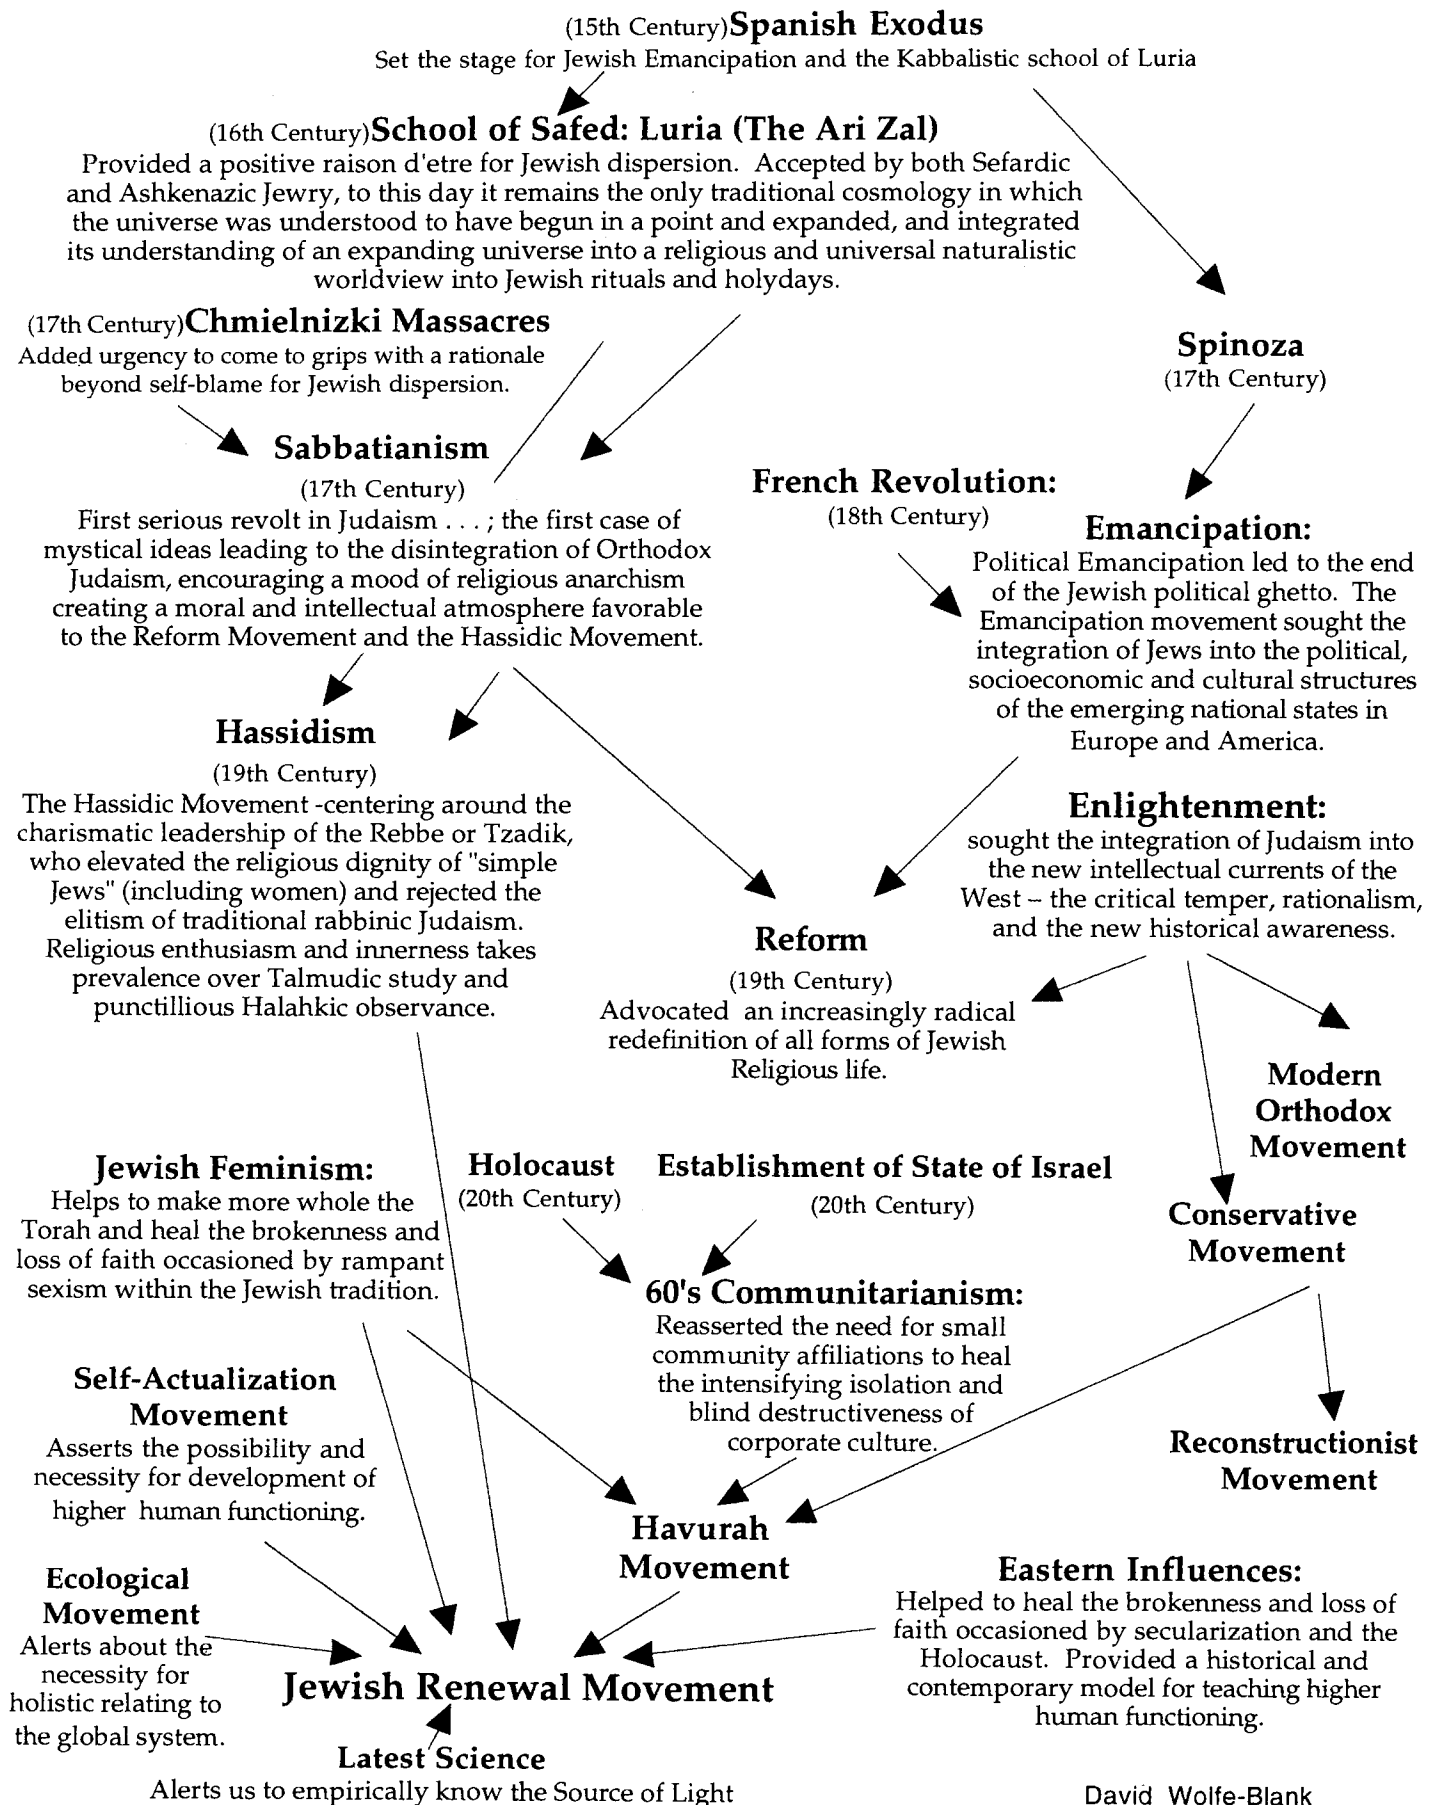 (15th Century)Spanish Exodus
Set the stage for Jewish Emancipation and the Kabbalistic school of Luria
(16th Century)School of Safed: Luria (The Ari Zal)
Provided a positive raison d'etre for Jewish dispersion. Accepted by both Sefardic
and Ashkenazic Jewry, to this day it remains the only traditional cosmology in which
the universe was understood to have begun in a point and expanded, and integrated
its understanding of an expanding universe into a religious and universal naturalistic
worldview into Jewish rituals and holydays.
(17th Century)Chmielnizki Massacres
Added urgency to come to grips with a rationale
beyond self-blame for Jewish dispersion.
Spinoza
(17th Century)
Sabbatianism
(17th Century)
First serious revolt in Judaism . . . ; the first case of
mystical ideas leading to the disintegration of Orthodox
Judaism, encouraging a mood of religious anarchism
creating a moral and intellectual atmosphere favorable
to the Reform Movement and the Hassidic Movement.
French Revolution:
(18th Century)
Emancipation:
Political Emancipation led to the end
of the Jewish political ghetto. The
Emancipation movement sought the
integration of Jews into the political,
socioeconomic and cultural structures
of the emerging national states in
Europe and America.
Hassidism
(19th Century)
The Hassidic Movement -centering around the
charismatic leadership of the Rebbe or Tzadik,
who elevated the religious dignity of "simple
Jews" (including women) and rejected the
elitism of traditional rabbinic Judaism.
Religious enthusiasm and innerness takes
prevalence over Talmudic study and
punctillious Halahkic observance.
Enlightenment:
sought the integration of Judaism into
the new intellectual currents of the
West – the critical temper, rationalism,
and the new historical awareness.
Reform
(19th Century)
Advocated an increasingly radical
redefinition of all forms of Jewish
Religious life.
Modern
Orthodox
Movement
Jewish Feminism:
Helps to make more whole the
Torah and heal the brokenness and
loss of faith occasioned by rampant
sexism within the Jewish tradition.
Holocaust
(20th Century)
Establishment of State of Israel
(20th Century)
Conservative
Movement
60's Communitarianism:
Reasserted the need for small
community affiliations to heal
the intensifying isolation and
blind destructiveness of
corporate culture.
Self-Actualization
Movement
Asserts the possibility and
necessity for development of
higher human functioning.
Reconstructionist
Movement
Havurah
Movement
Ecological
Movement
Alerts about the
necessity for
holistic relating to
the global system.
Eastern Influences:
Helped to heal the brokenness and loss of
faith occasioned by secularization and the
Holocaust. Provided a historical and
contemporary model for teaching higher
human functioning.
Jewish Renewal Movement
Latest Science
Alerts us to empirically know the Source of Light
David Wolfe-Blank